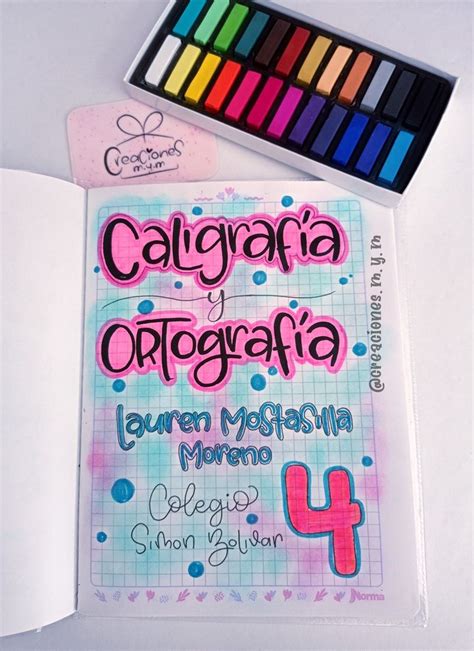 Creaciones
m.y.m
Caligrafía
y
Ortografía
Lauren Mostasilla
Moreno
Colegio
Simon Bolivar
4
Norma
@creaciones.m.y.m